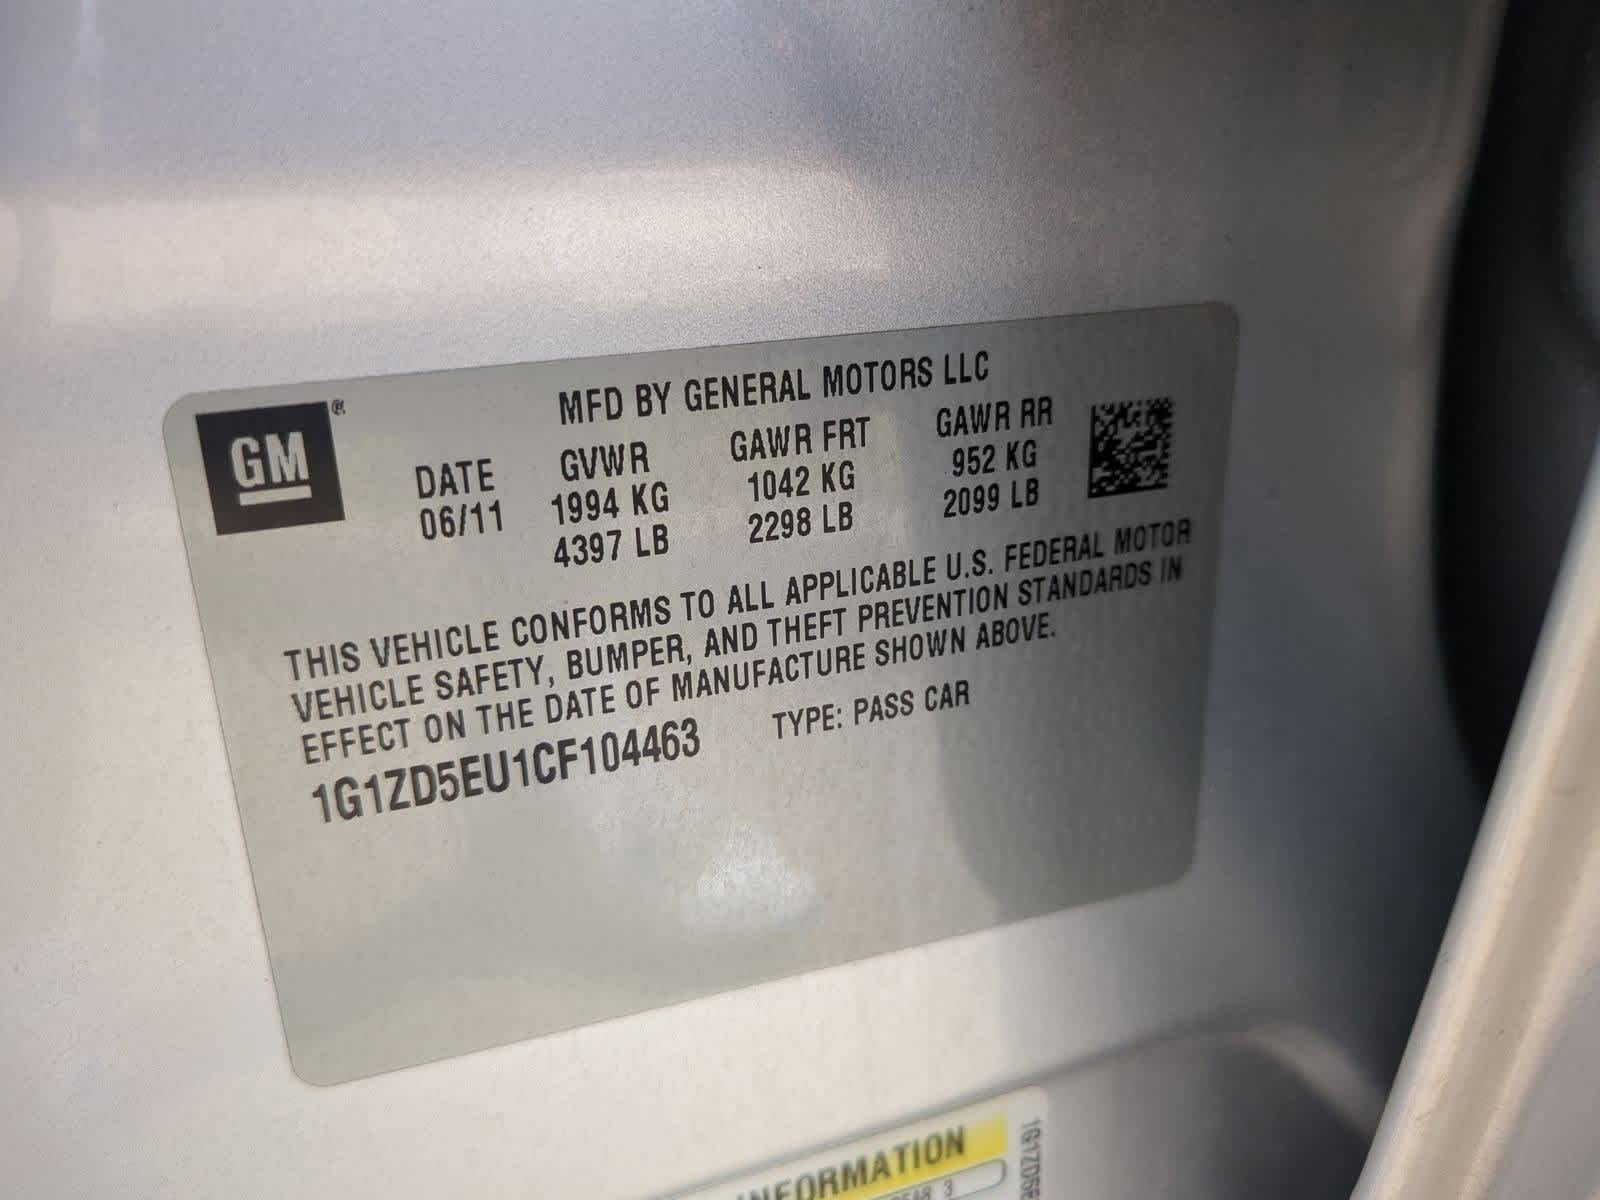 GM ®
MFD BY GENERAL MOTORS LLC
DATE GVWR GAWR FRT GAWR RR
06/11 1994 KG 1042 KG 952 KG
4397 LB 2298 LB 2099 LB
THIS VEHICLE CONFORMS TO ALL APPLICABLE U.S. FEDERAL MOTOR
VEHICLE SAFETY, BUMPER, AND THEFT PREVENTION STANDARDS IN
EFFECT ON THE DATE OF MANUFACTURE SHOWN ABOVE.
1G1ZD5EU1CF104463 TYPE: PASS CAR
INFORMATION